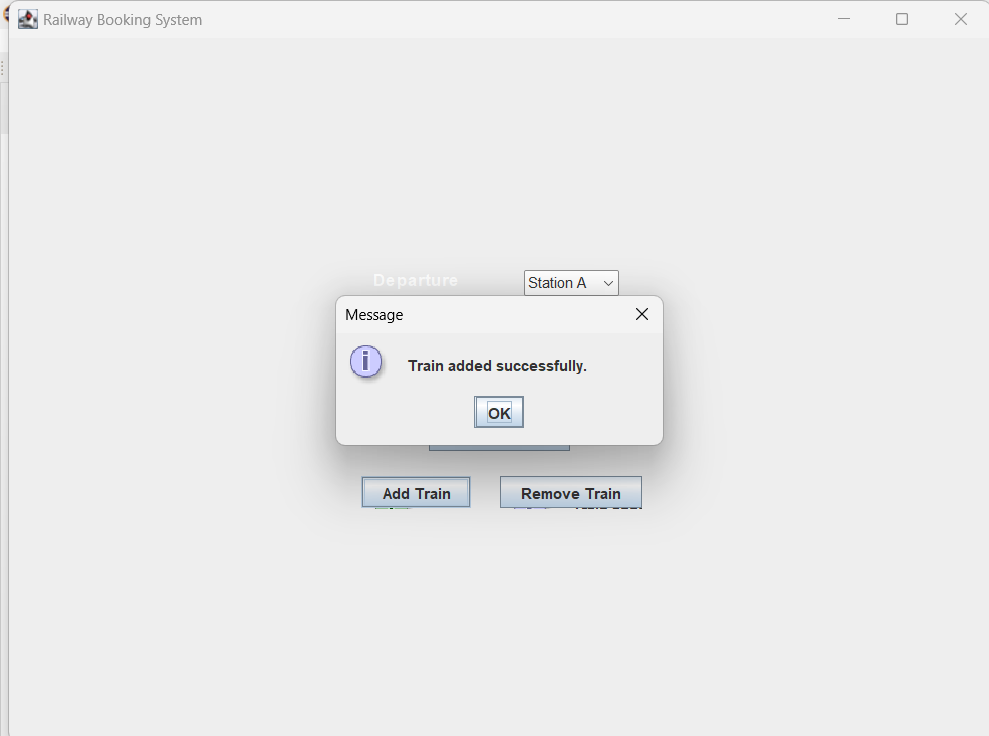 Railway Booking System
Departure
Station A
Message
Train added successfully.
OK
Add Train
Remove Train